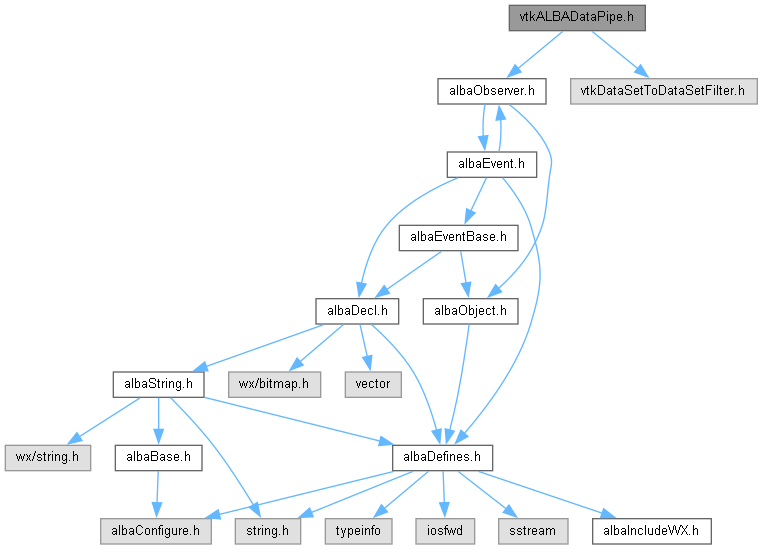 vtkALBADataPipe.h
albaObserver.h
vtkDataSetToDataSetFilter.h
albaEvent.h
albaEventBase.h
albaDecl.h
albaObject.h
albaString.h
wx/bitmap.h
vector
wx/string.h
albaBase.h
albaDefines.h
albaConfigure.h
string.h
typeinfo
iosfwd
sstream
albaIncludeWX.h